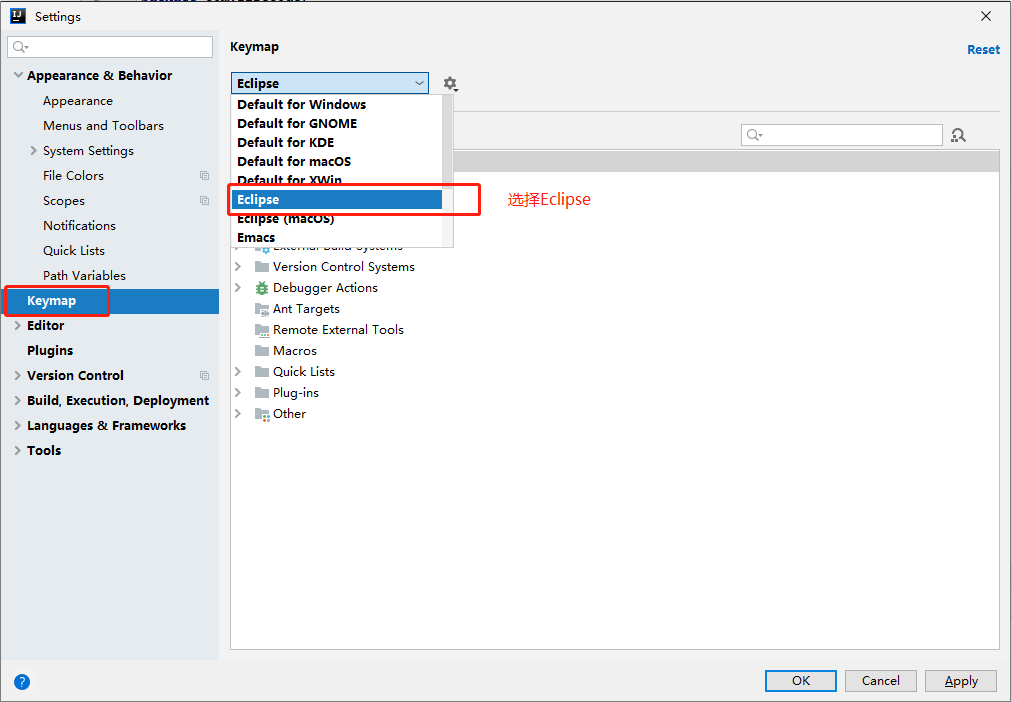 Settings
Keymap
Reset
Appearance & Behavior
Appearance
Menus and Toolbars
System Settings
File Colors
Scopes
Notifications
Quick Lists
Path Variables
Keymap
Editor
Plugins
Version Control
Build, Execution, Deployment
Languages & Frameworks
Tools
Eclipse
Default for Windows
Default for GNOME
Default for KDE
Default for macOS
Default for XWin
Eclipse
选择Eclipse
Eclipse (macOS)
Emacs
External Build Systems
Version Control Systems
Debugger Actions
Ant Targets
Remote External Tools
Macros
Quick Lists
Plug-ins
Other
?
OK
Cancel
Apply